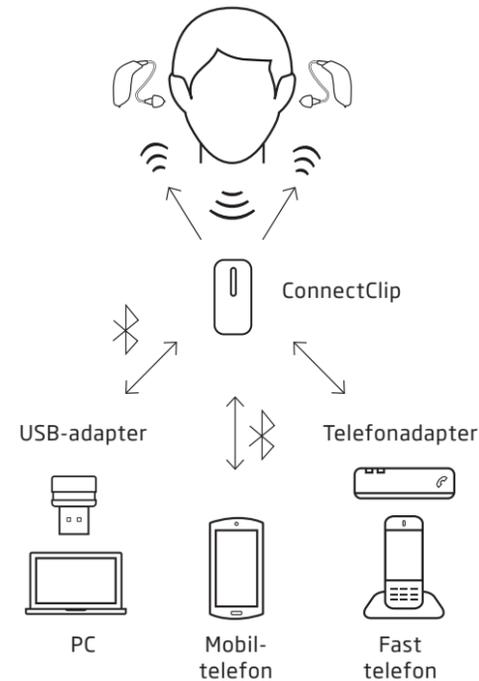 ConnectClip
USB-adapter
Telefonadapter
PC
Mobil-
telefon
Fast
telefon